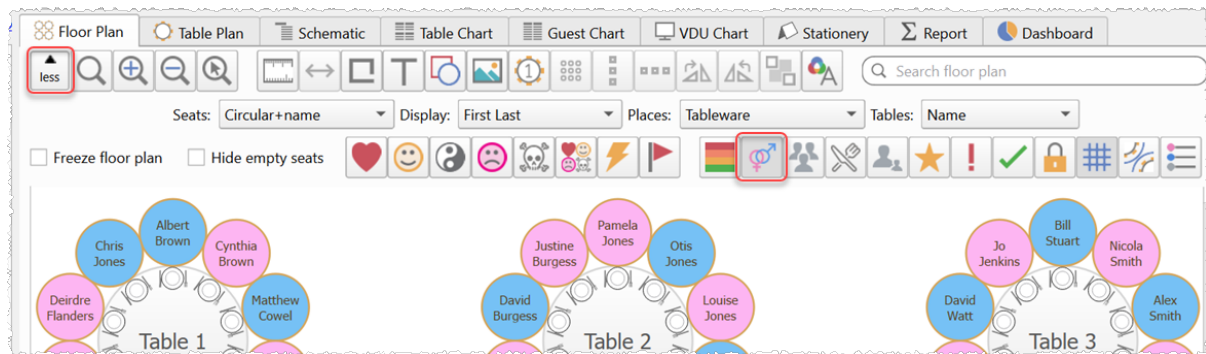 Floor Plan
Table Plan
Schematic
Table Chart
Guest Chart
VDU Chart
Stationery
Σ Report
Dashboard
less
T
1
A
Search floor plan
Seats: Circular+name
Display: First Last
Places: Tableware
Tables: Name
Freeze floor plan
Hide empty seats
!
Albert
Brown
Chris
Jones
Cynthia
Brown
Deirdre
Flanders
Matthew
Cowel
Table 1
Pamela
Jones
Justine
Burgess
Otis
Jones
David
Burgess
Louise
Jones
Table 2
Bill
Stuart
Jo
Jenkins
Nicola
Smith
David
Watt
Alex
Smith
Table 3